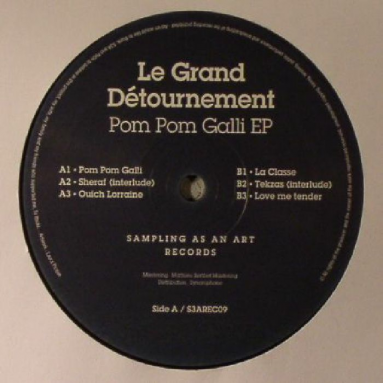 Le Grand
Détournement
Pom Pom Galli EP
A1 • Pom Pom Galli
A2 • Sheraf (interlude)
A3 • Ouich Lorraine
B1 • La Classe
B2 • Tekzas (interlude)
B3 • Love me tender
SAMPLING AS AN ART
RECORDS
Side A / S3AREC09